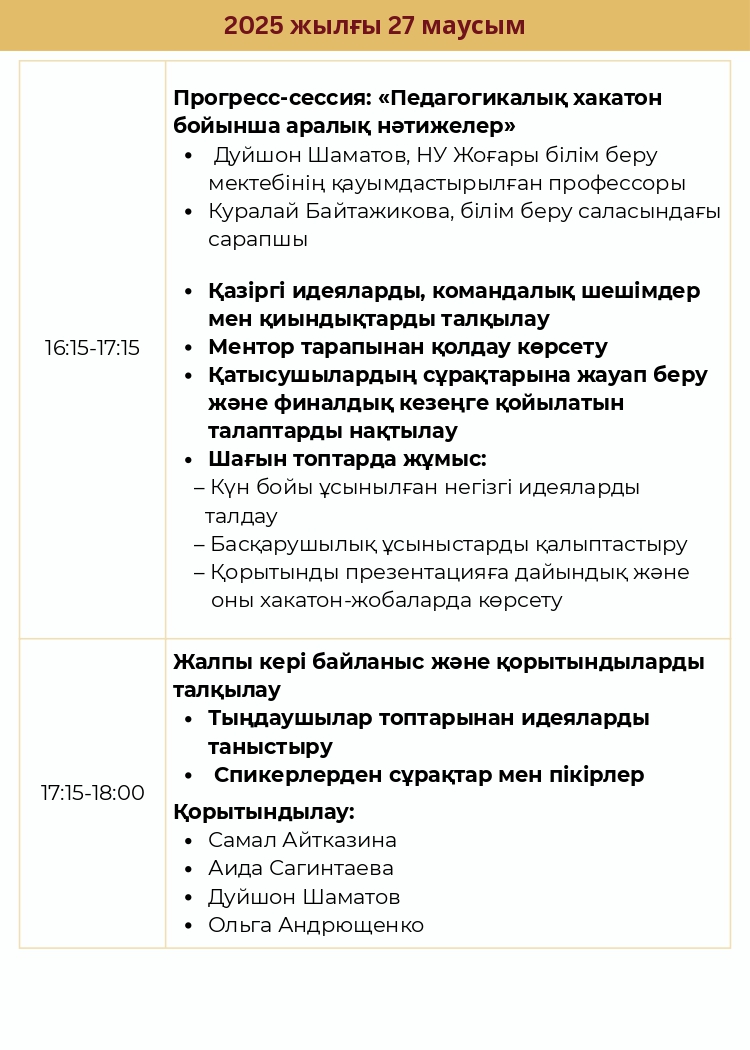 2025 жылғы 27 маусым
16:15-17:15
Прогресс-сессия: «Педагогикалық хакатон
бойынша аралық нәтижелер»
• Дуйшон Шаматов, НУ Жоғары білім беру
мектебінің қауымдастырылған профессоры
• Куралай Байтажикова, білім беру саласындағы
сарапшы
• Қазіргі идеяларды, командалық шешімдер
мен қиындықтарды талқылау
• Ментор тарапынан қолдау көрсету
• Қатысушылардың сұрақтарына жауап беру
және финалдық кезеңге қойылатын
талаптарды нақтылау
• Шағын топтарда жұмыс:
– Күн бойы ұсынылған негізгі идеяларды
талдау
– Басқарушылық ұсыныстарды қалыптастыру
– Қорытынды презентацияға дайындық және
оны хакатон-жобаларда көрсету
17:15-18:00
Жалпы кері байланыс және қорытындыларды
талқылау
• Тыңдаушылар топтарынан идеяларды
таныстыру
• Спикерлерден сұрақтар мен пікірлер
Қорытындылау:
• Самал Айтказина
• Аида Сагинтаева
• Дуйшон Шаматов
• Ольга Андрющенко